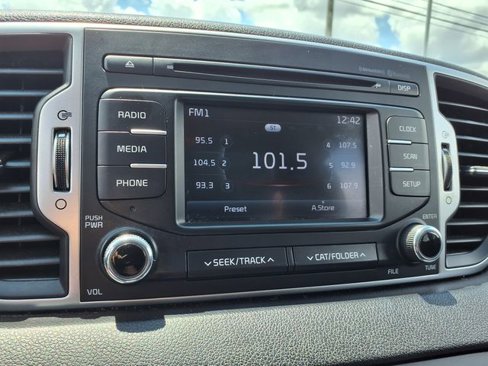 DISP
RADIO
MEDIA
PHONE
FM1
12:42
ST
95.5 1
104.5 2
93.3 3
101.5
4 107.5
5 92.9
6 107.9
Preset
A.Store
CLOCK
SCAN
SETUP
PUSH
PWR
VOL
SEEK/TRACK
CAT/FOLDER
ENTER
FILE
TUNE